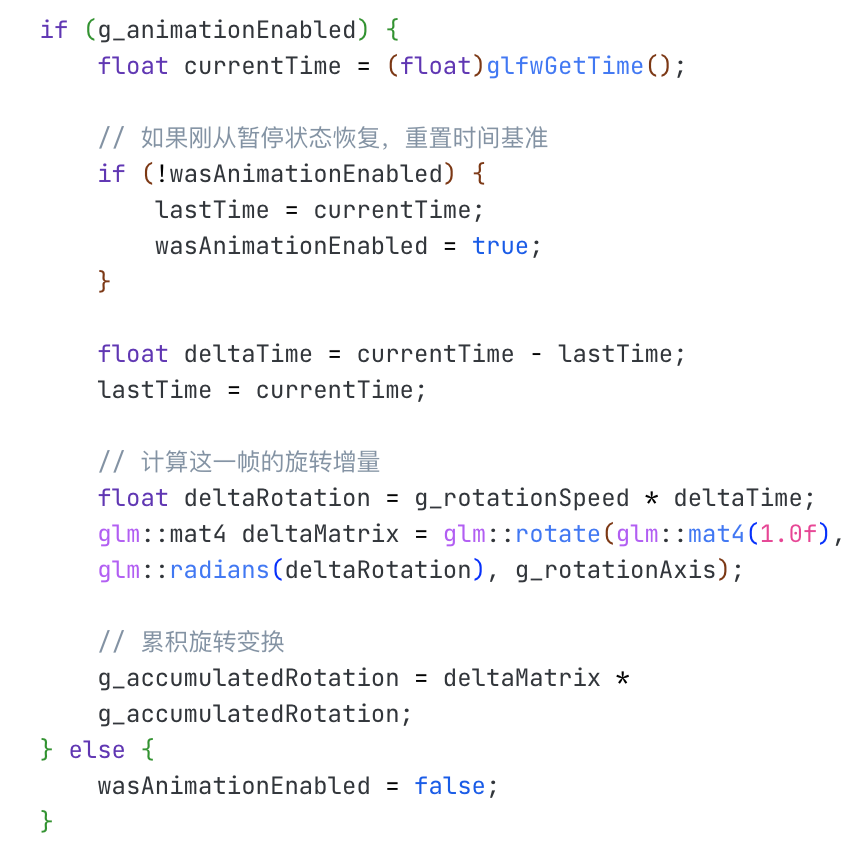 if (g_animationEnabled) {
    float currentTime = (float)glfwGetTime();

    // 如果刚从暂停状态恢复，重置时间基准
    if (!wasAnimationEnabled) {
        lastTime = currentTime;
        wasAnimationEnabled = true;
    }

    float deltaTime = currentTime - lastTime;
    lastTime = currentTime;

    // 计算这一帧的旋转增量
    float deltaRotation = g_rotationSpeed * deltaTime;
    glm::mat4 deltaMatrix = glm::rotate(glm::mat4(1.0f),
    glm::radians(deltaRotation), g_rotationAxis);

    // 累积旋转变换
    g_accumulatedRotation = deltaMatrix *
    g_accumulatedRotation;
} else {
    wasAnimationEnabled = false;
}